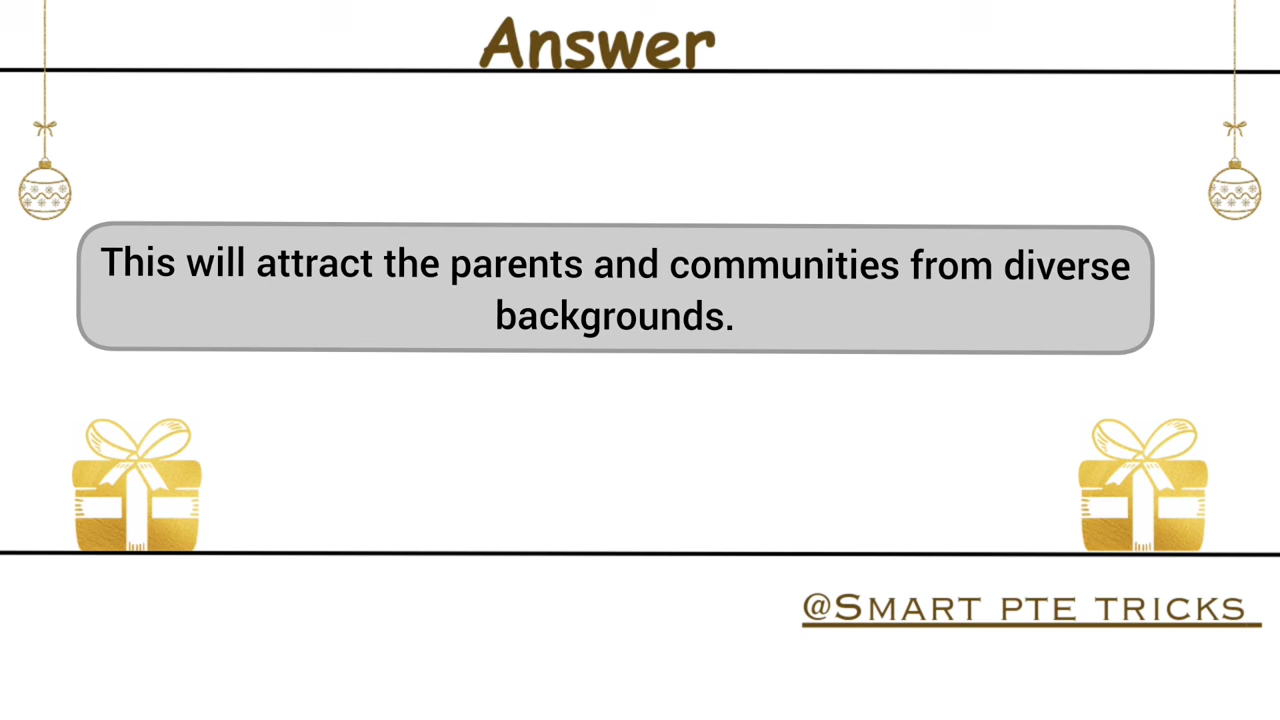 Answer
This will attract the parents and communities from diverse
backgrounds.
@SMART PTE TRICKS